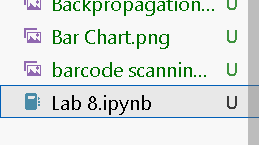 Backpropagation... U
Bar Chart.png U
barcode scannin... U
Lab 8.ipynb U